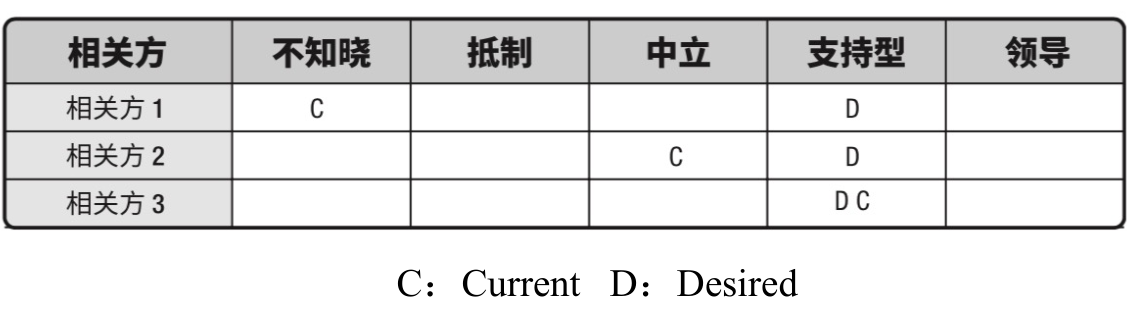 相关方 不知晓 抵制 中立 支持型 领导
相关方 1 C D
相关方 2 C D
相关方 3 D C
C：Current D：Desired